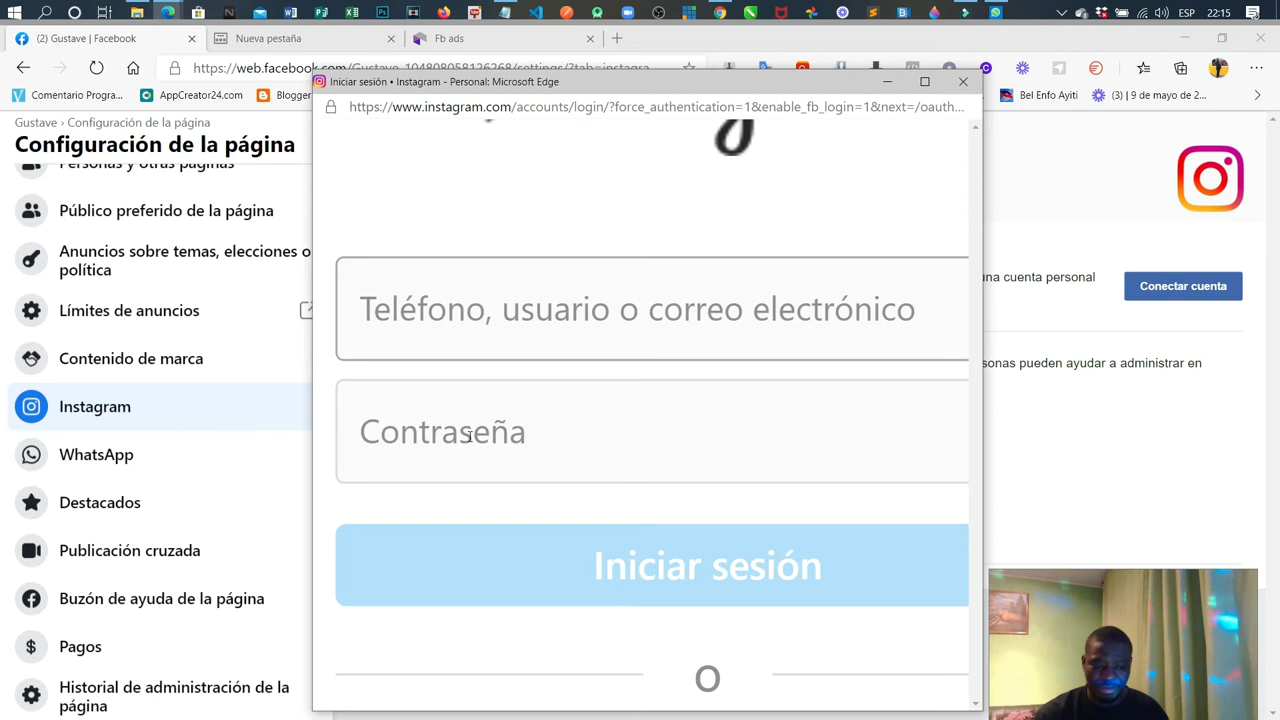 ESP
22:15
(2) Gustave | Facebook
Nueva pestaña
Fb ads
https://web.facebook.com/Gustave-104808058126268/settings/?tab=instagra
Comentario Progra...
AppCreator24.com
Blogge
Bel Enfo Ayiti
(3) | 9 de mayo de 2...
Iniciar sesión • Instagram - Personal: Microsoft Edge
https://www.instagram.com/accounts/login/?force_authentication=1&enable_fb_login=1&next=/oauth...
Gustave › Configuración de la página
Configuración de la página
Personas y otras páginas
Público preferido de la página
Anuncios sobre temas, elecciones o
política
Límites de anuncios
Contenido de marca
Instagram
WhatsApp
Destacados
Publicación cruzada
Buzón de ayuda de la página
Pagos
Historial de administración de la
página
Teléfono, usuario o correo electrónico
Contraseña
Iniciar sesión
O
una cuenta personal
Conectar cuenta
sonas pueden ayudar a administrar en